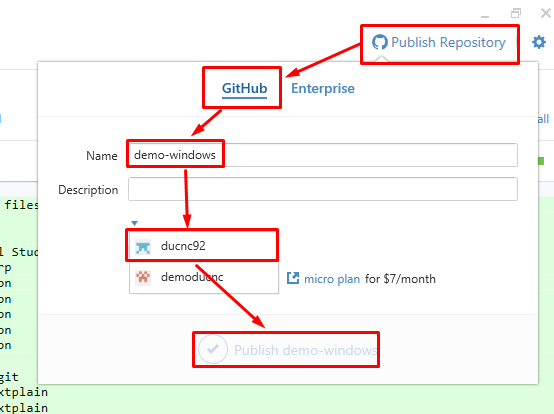 Publish Repository
GitHub Enterprise
all
Name demo-windows
Description
files
ducnc92
l Stud
rp
demoducnc
micro plan for $7/month
on
on
on
on
Publish demo-windows
git
xtplain
xtplain